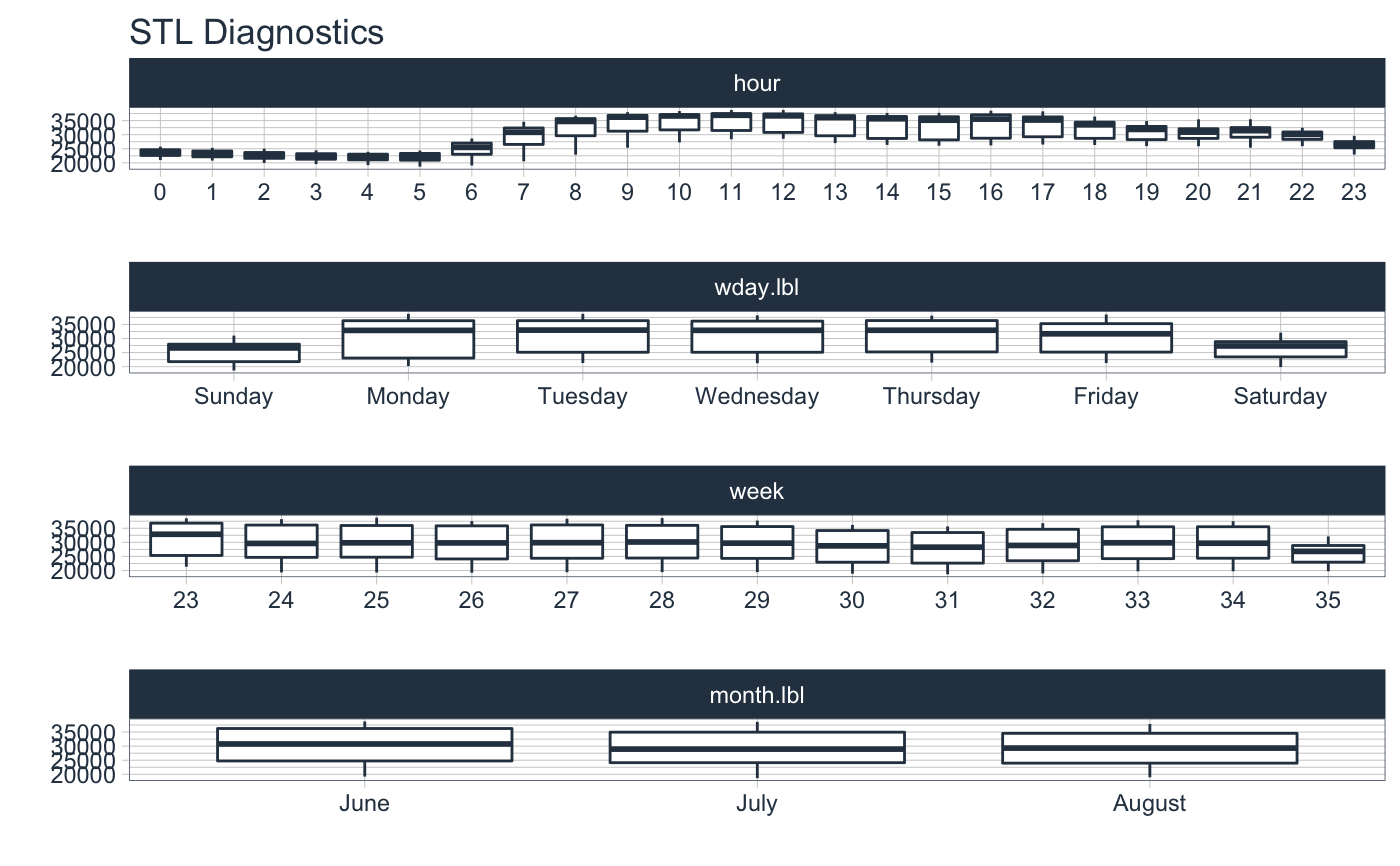 STL Diagnostics
hour
35000
30000
25000
20000
0 1 2 3 4 5 6 7 8 9 10 11 12 13 14 15 16 17 18 19 20 21 22 23
wday.lbl
35000
30000
25000
20000
Sunday Monday Tuesday Wednesday Thursday Friday Saturday
week
35000
30000
25000
20000
23 24 25 26 27 28 29 30 31 32 33 34 35
month.lbl
35000
30000
25000
20000
June July August